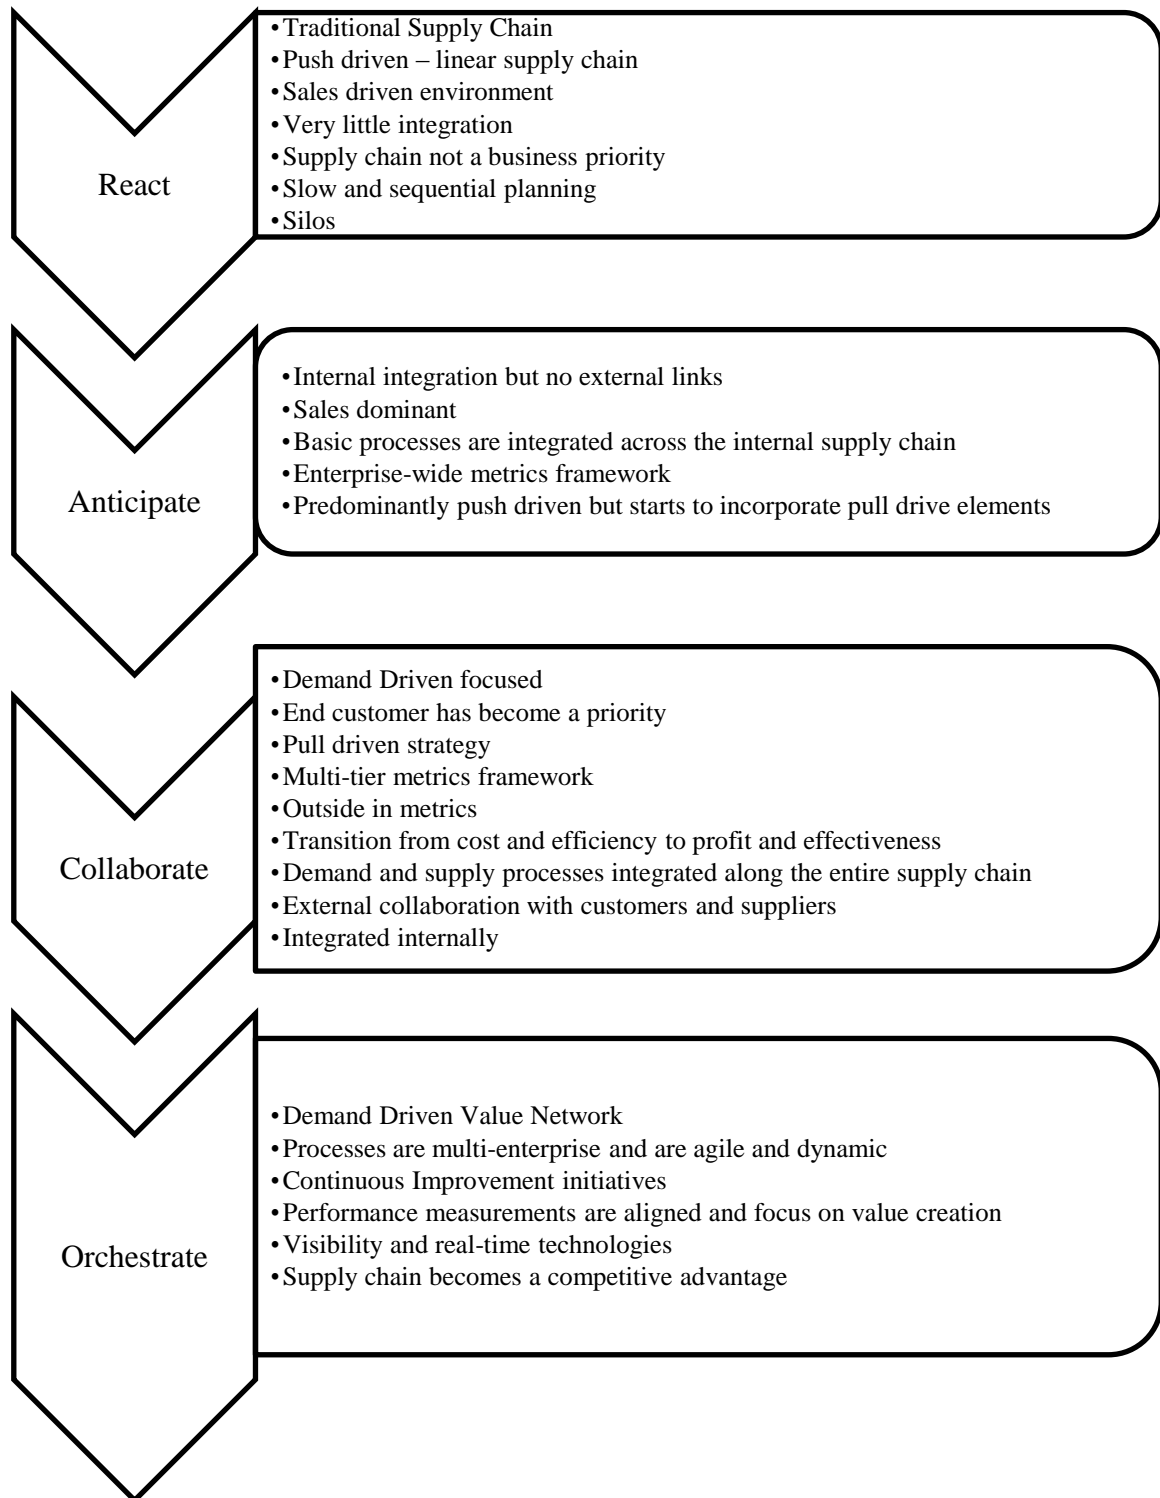 React
•Traditional Supply Chain
•Push driven – linear supply chain
•Sales driven environment
•Very little integration
•Supply chain not a business priority
•Slow and sequential planning
•Silos
Anticipate
•Internal integration but no external links
•Sales dominant
•Basic processes are integrated across the internal supply chain
•Enterprise-wide metrics framework
•Predominantly push driven but starts to incorporate pull drive elements
Collaborate
•Demand Driven focused
•End customer has become a priority
•Pull driven strategy
•Multi-tier metrics framework
•Outside in metrics
•Transition from cost and efficiency to profit and effectiveness
•Demand and supply processes integrated along the entire supply chain
•External collaboration with customers and suppliers
•Integrated internally
Orchestrate
•Demand Driven Value Network
•Processes are multi-enterprise and are agile and dynamic
•Continuous Improvement initiatives
•Performance measurements are aligned and focus on value creation
•Visibility and real-time technologies
•Supply chain becomes a competitive advantage